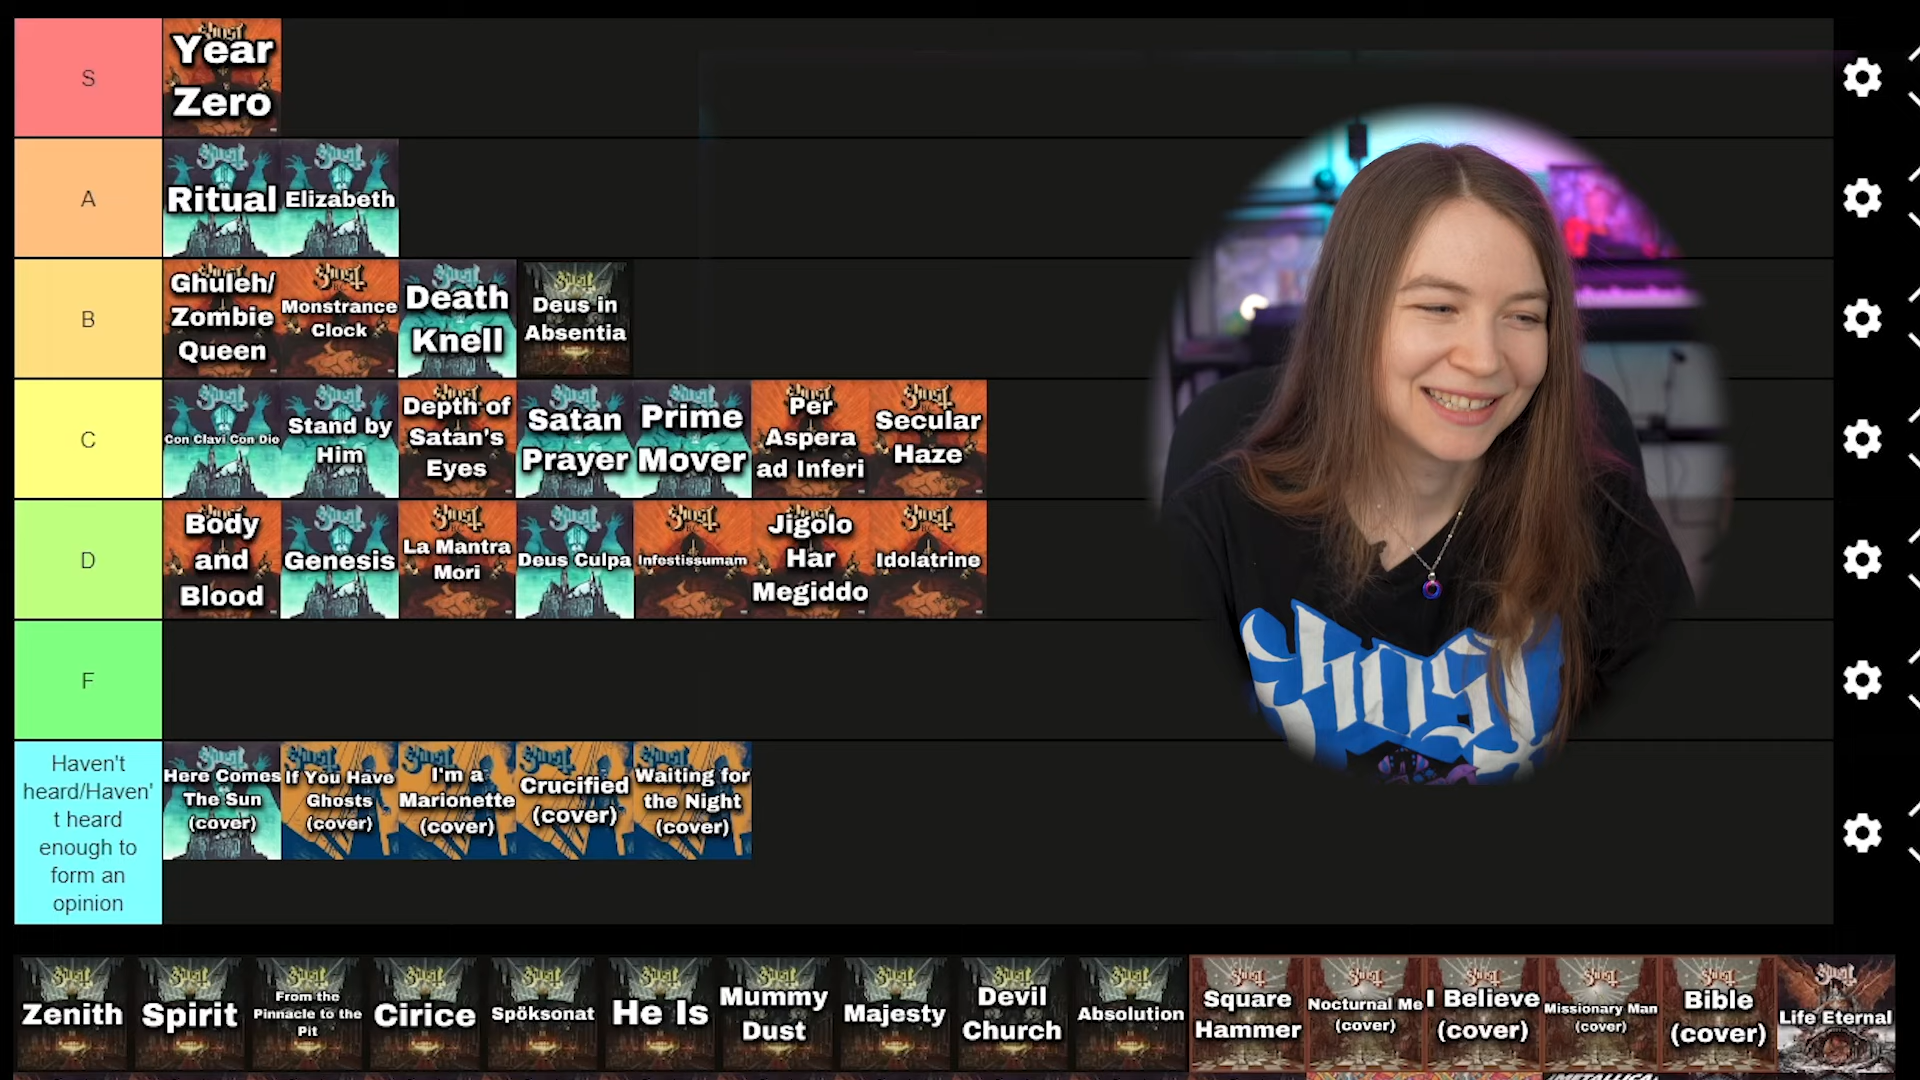 S
Year
Zero
A
Ritual
Elizabeth
B
Ghuleh/
Zombie
Queen
Monstrance
Clock
Death
Knell
Deus in
Absentia
C
Con Clavi Con Dio
Stand by
Him
Depth of
Satan's
Eyes
Satan
Prayer
Prime
Mover
Per
Aspera
ad Inferi
Secular
Haze
D
Body
and
Blood
Genesis
La Mantra
Mori
Deus Culpa
Infestissumam
Jigolo
Har
Megiddo
Idolatrine
F
Haven't
heard/Haven'
t heard
enough to
form an
opinion
Here Comes
The Sun
(cover)
If You Have
Ghosts
(cover)
I'm a
Marionette
(cover)
Crucified
(cover)
Waiting for
the Night
(cover)
Ghost
Zenith
Spirit
From the
Pinnacle to the
Pit
Cirice
Spöksonat
He Is
Mummy
Dust
Majesty
Devil
Church
Absolution
Square
Hammer
Nocturnal Me
(cover)
I Believe
(cover)
Missionary Man
(cover)
Bible
(cover)
Life Eternal
METALLICA